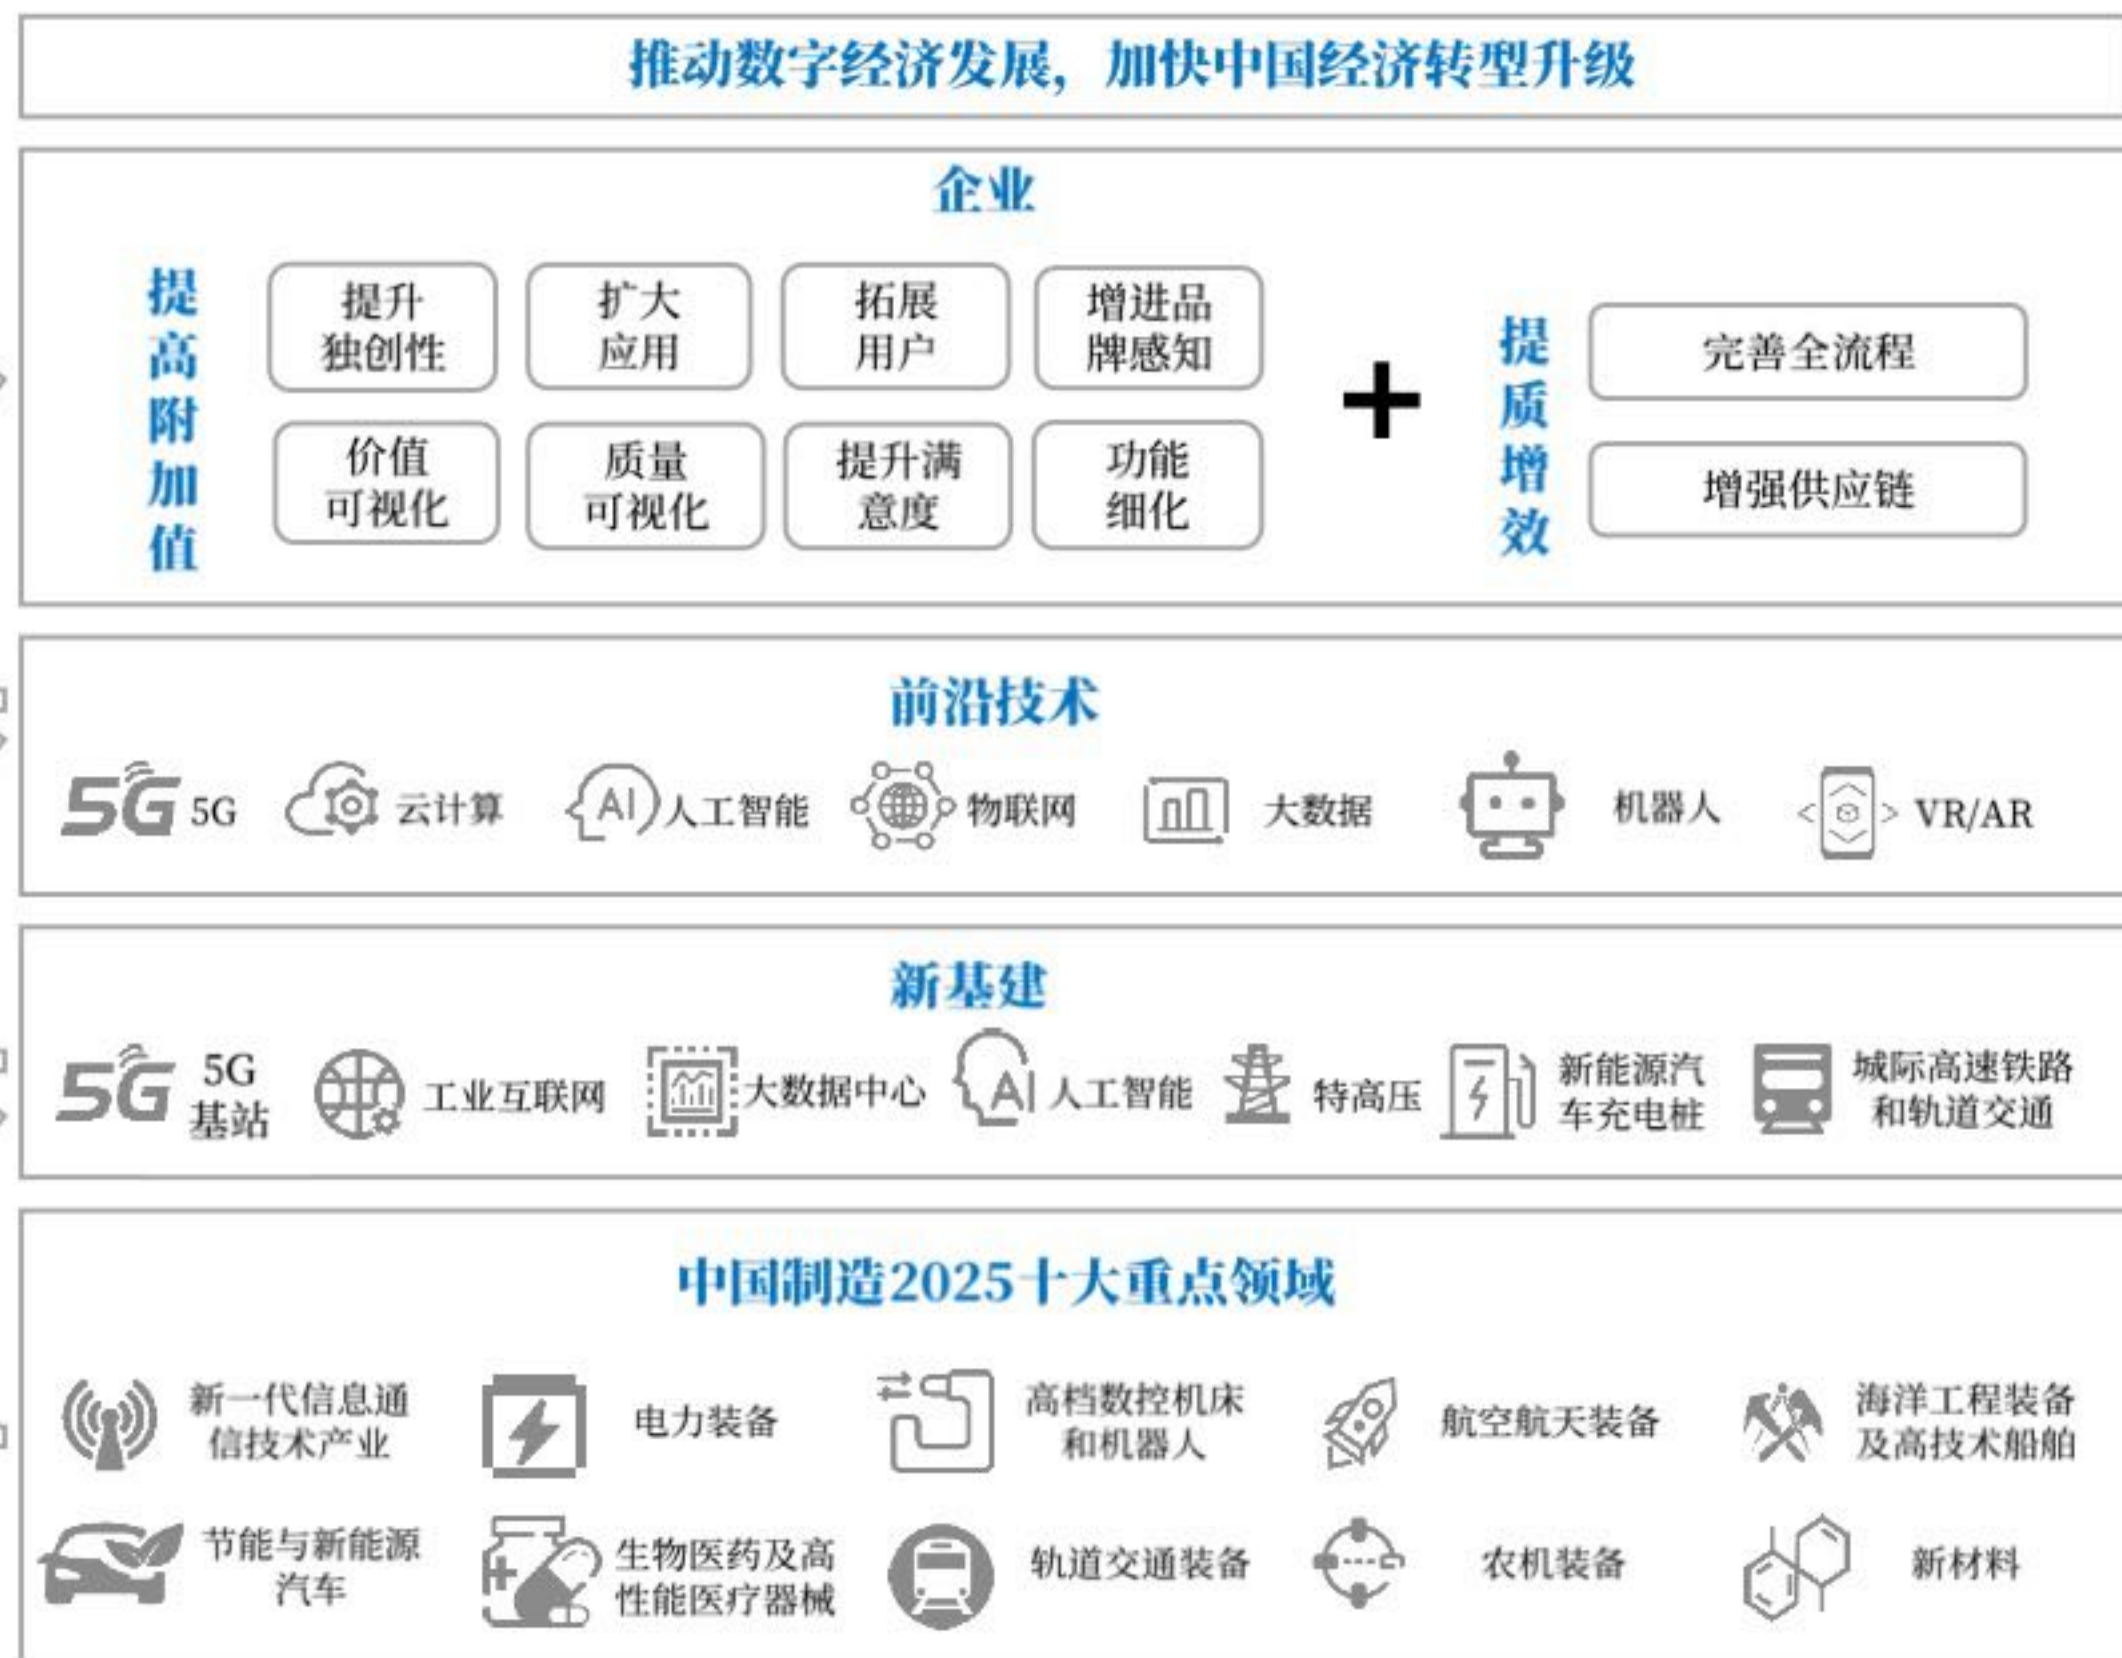 推动数字经济发展，加快中国经济转型升级
企业
提高附加值
提升
独创性
扩大
应用
拓展
用户
增进品
牌感知
价值
可视化
质量
可视化
提升满
意度
功能
细化
+
提质增效
完善全流程
增强供应链
前沿技术
5G 5G
云计算
AI 人工智能
物联网
大数据
机器人
VR/AR
新基建
5G
5G
基站
工业互联网
大数据中心
AI 人工智能
特高压
新能源汽
车充电桩
城际高速铁路
和轨道交通
中国制造2025十大重点领域
新一代信息通
信技术产业
电力装备
高档数控机床
和机器人
航空航天装备
海洋工程装备
及高技术船舶
节能与新能源
汽车
生物医药及高
性能医疗器械
轨道交通装备
农机装备
新材料